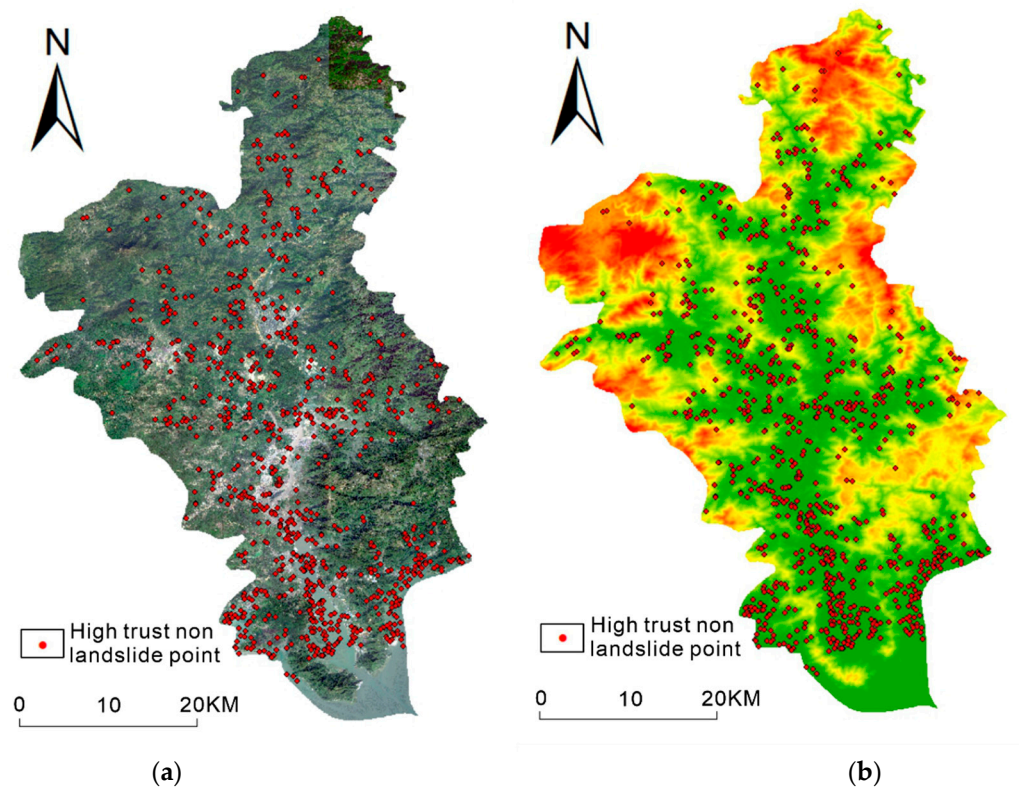 N
N
High trust non
landslide point
High trust non
landslide point
0 10 20KM
0 10 20KM
(a)
(b)